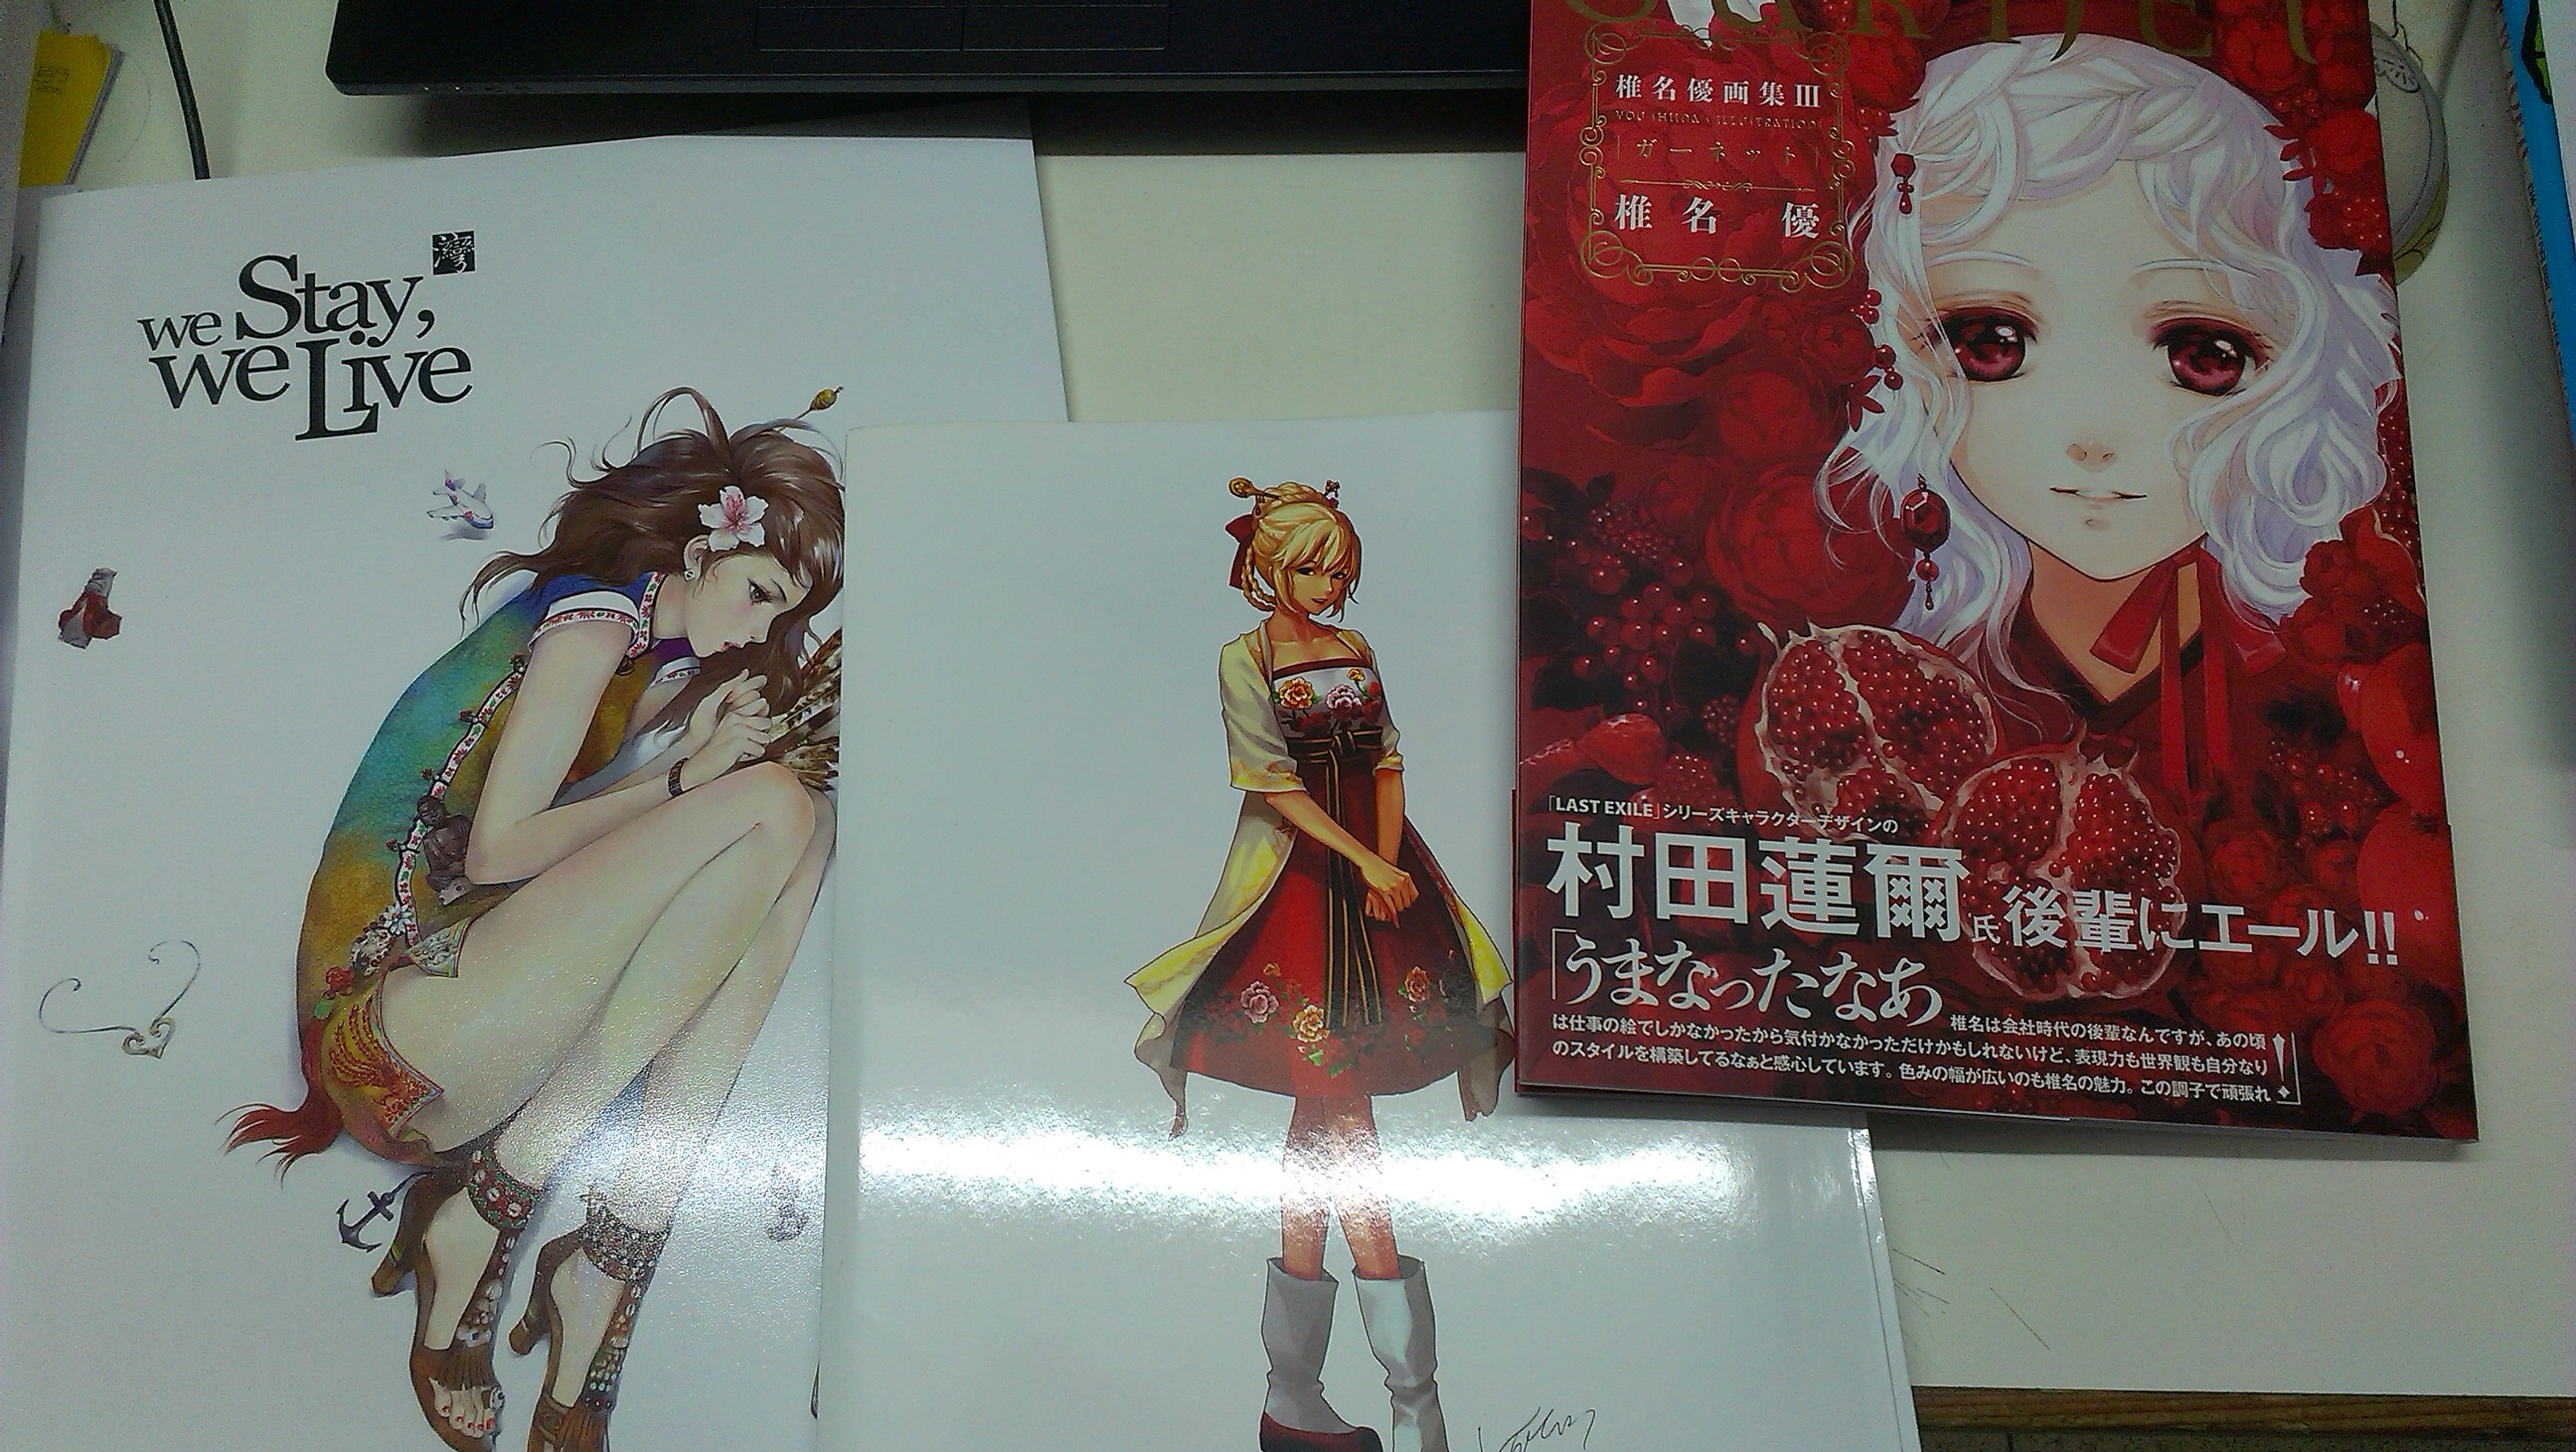 we Stay,
we Live
灣
Garnet
椎名優画集III
YOU SHIINA'S ILLUSTRATIONS
ガーネット
椎名 優
「LAST EXILE」シリーズキャラクターデザインの
村田蓮爾氏後輩にエール!!
「うまなったなあ
椎名は会社時代の後輩なんですが、あの頃
は仕事の絵でしかなかったから気付かなかっただけかもしれないけど、表現力も世界観も自分なり
のスタイルを構築してるなぁと感心しています。色みの幅が広いのも椎名の魅力。この調子で頑張れ
!」